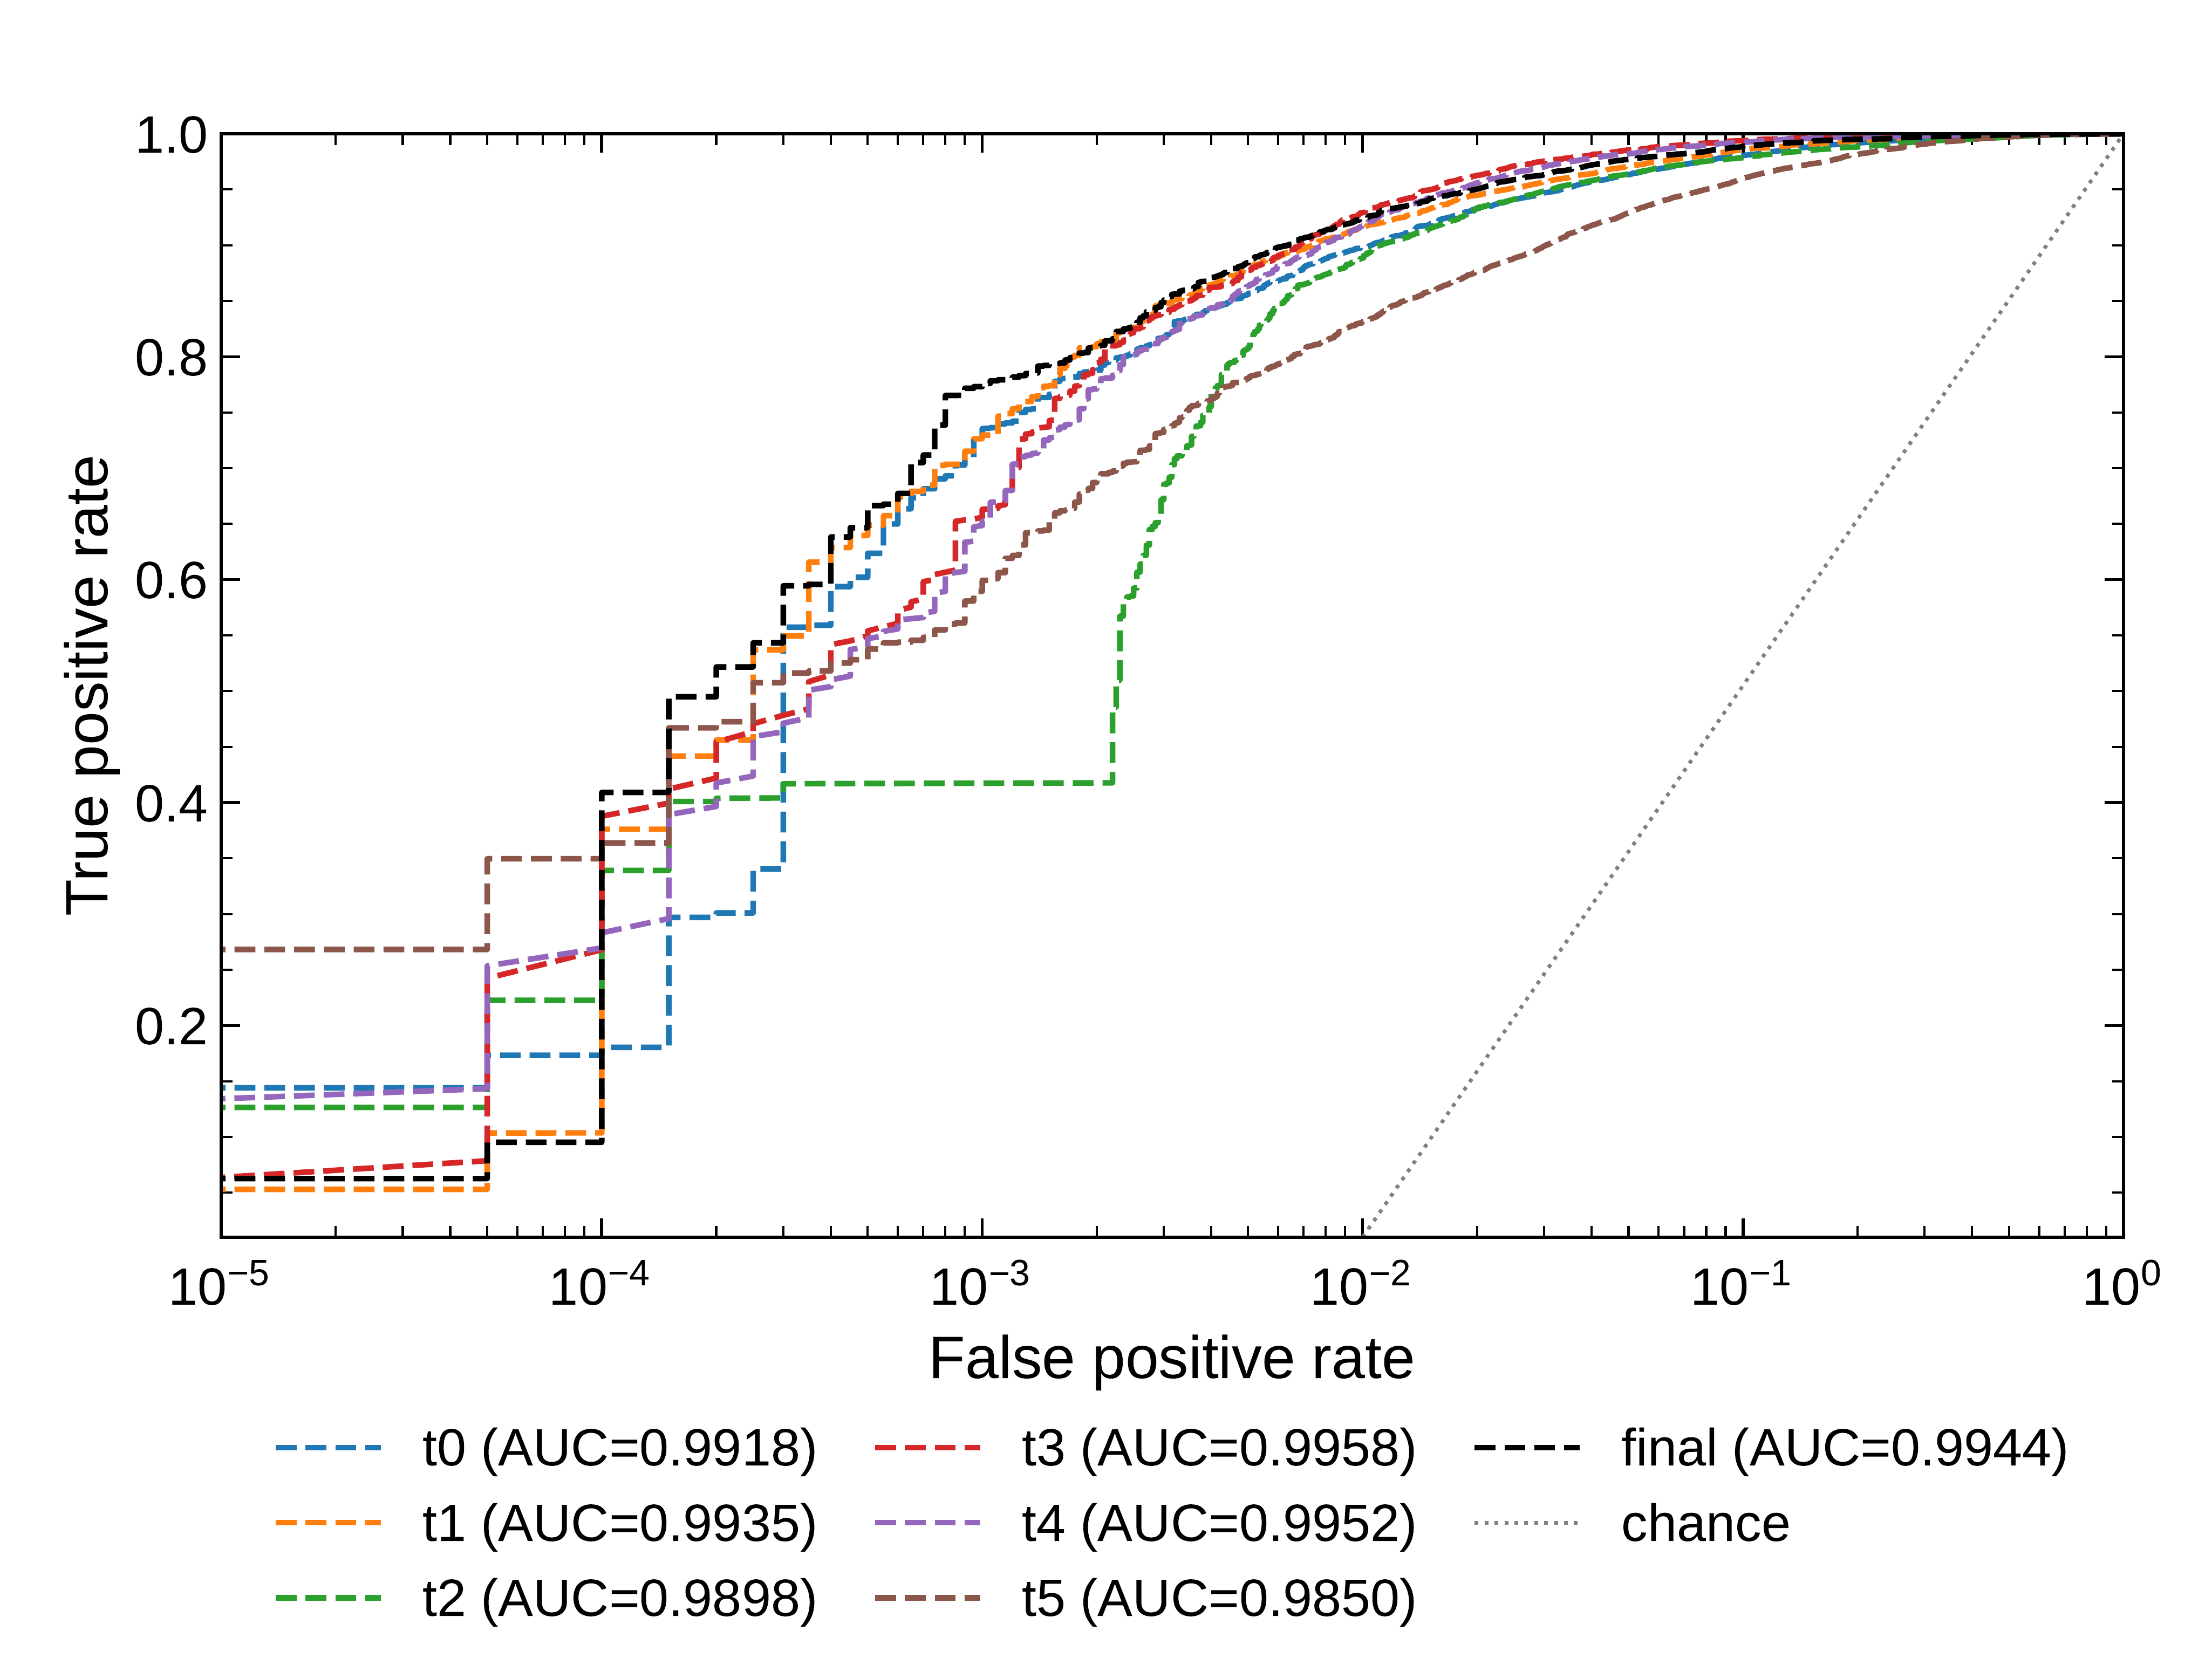 1.0
0.8
0.6
0.4
0.2
True positive rate
10⁻⁵ 10⁻⁴ 10⁻³ 10⁻² 10⁻¹ 10⁰
False positive rate
t0 (AUC=0.9918) t3 (AUC=0.9958) final (AUC=0.9944)
t1 (AUC=0.9935) t4 (AUC=0.9952) chance
t2 (AUC=0.9898) t5 (AUC=0.9850)